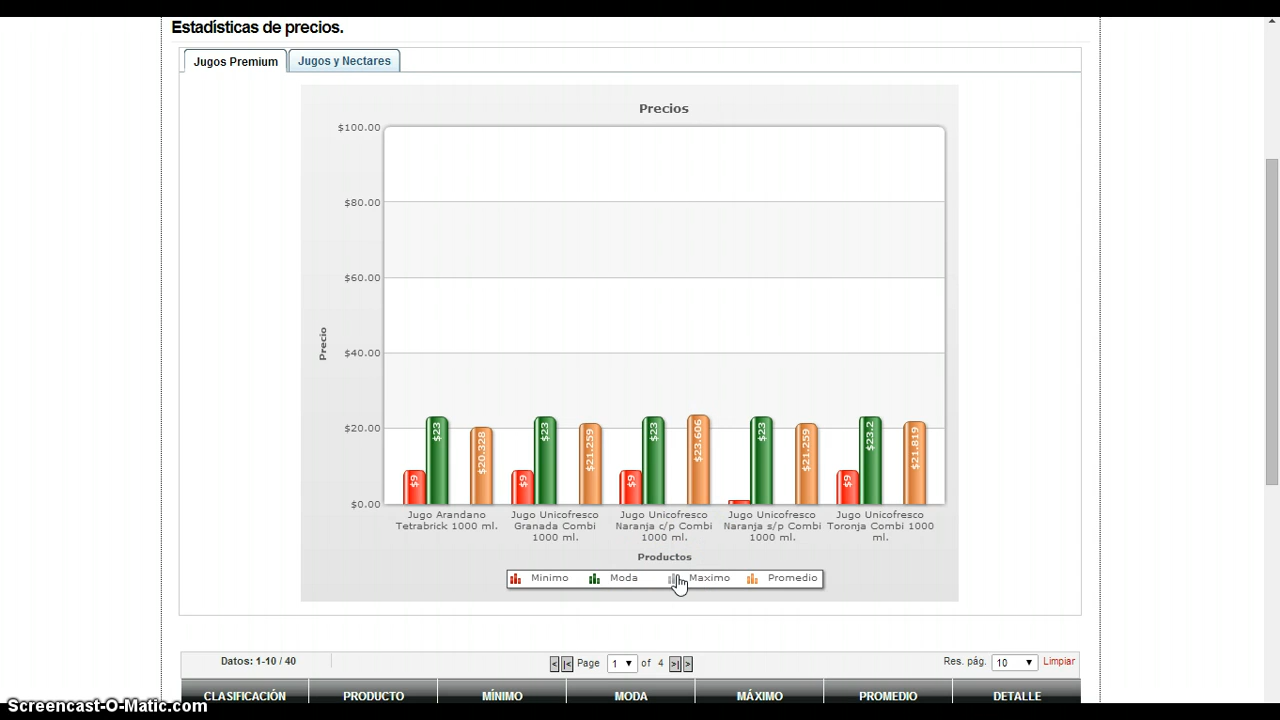 Estadísticas de precios.
Jugos Premium
Jugos y Nectares
Precios
$100.00
$80.00
$60.00
$40.00
$20.00
$0.00
Precio
$9
$23
$20.328
$9
$23
$21.259
$9
$23
$23.606
$23
$21.259
$9
$23.2
$21.819
Jugo Arandano
Tetrabrick 1000 ml.
Jugo Unicofresco
Granada Combi
1000 ml.
Jugo Unicofresco
Naranja c/p Combi
1000 ml.
Jugo Unicofresco
Naranja s/p Combi
1000 ml.
Jugo Unicofresco
Toronja Combi 1000
ml.
Productos
Minimo Moda Maximo Promedio
Datos: 1-10 / 40
< |< Page 1 of 4 >| >
Res. pág. 10 Limpiar
CLASIFICACIÓN PRODUCTO MÍNIMO MODA MÁXIMO PROMEDIO DETALLE
Screencast-O-Matic.com